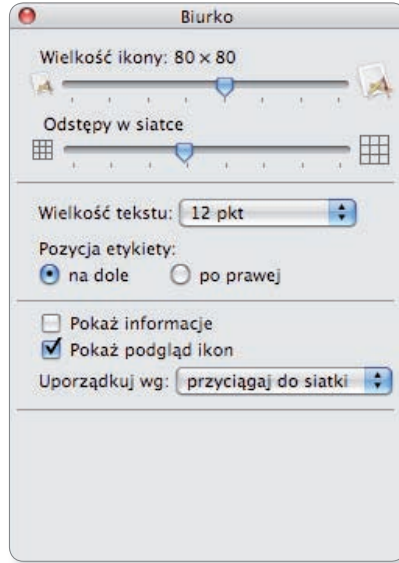 Biurko
Wielkość ikony: 80 × 80
Odstępy w siatce
Wielkość tekstu: 12 pkt
Pozycja etykiety:
na dole po prawej
Pokaż informacje
Pokaż podgląd ikon
Uporządkuj wg: przyciągaj do siatki